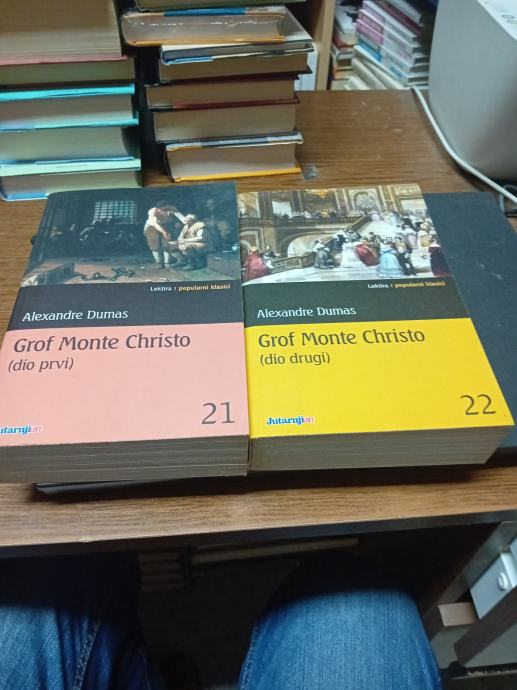 Lektira i popularni klasici
Alexandre Dumas
Grof Monte Christo
(dio prvi)
21
utarnji LIST
Lektira i popularni klasici
Alexandre Dumas
Grof Monte Christo
(dio drugi)
22
Jutarnji LIST